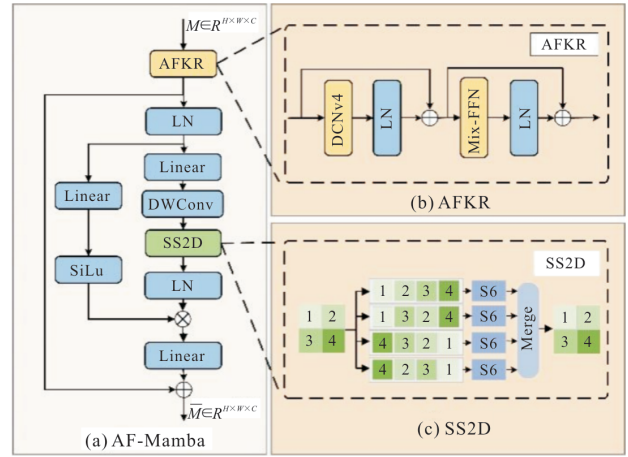 M∈R^{H×W×C}
AFKR
LN
Linear
Linear
DWConv
SS2D
SiLu
LN
Linear
M̅∈R^{H×W×C}
(a) AF-Mamba
AFKR
DCNv4
LN
Mix-FFN
LN
(b) AFKR
SS2D
1 2
3 4
1 2 3 4 S6
1 3 2 4 S6
4 3 2 1 S6
4 2 3 1 S6
Merge
1 2
3 4
(c) SS2D